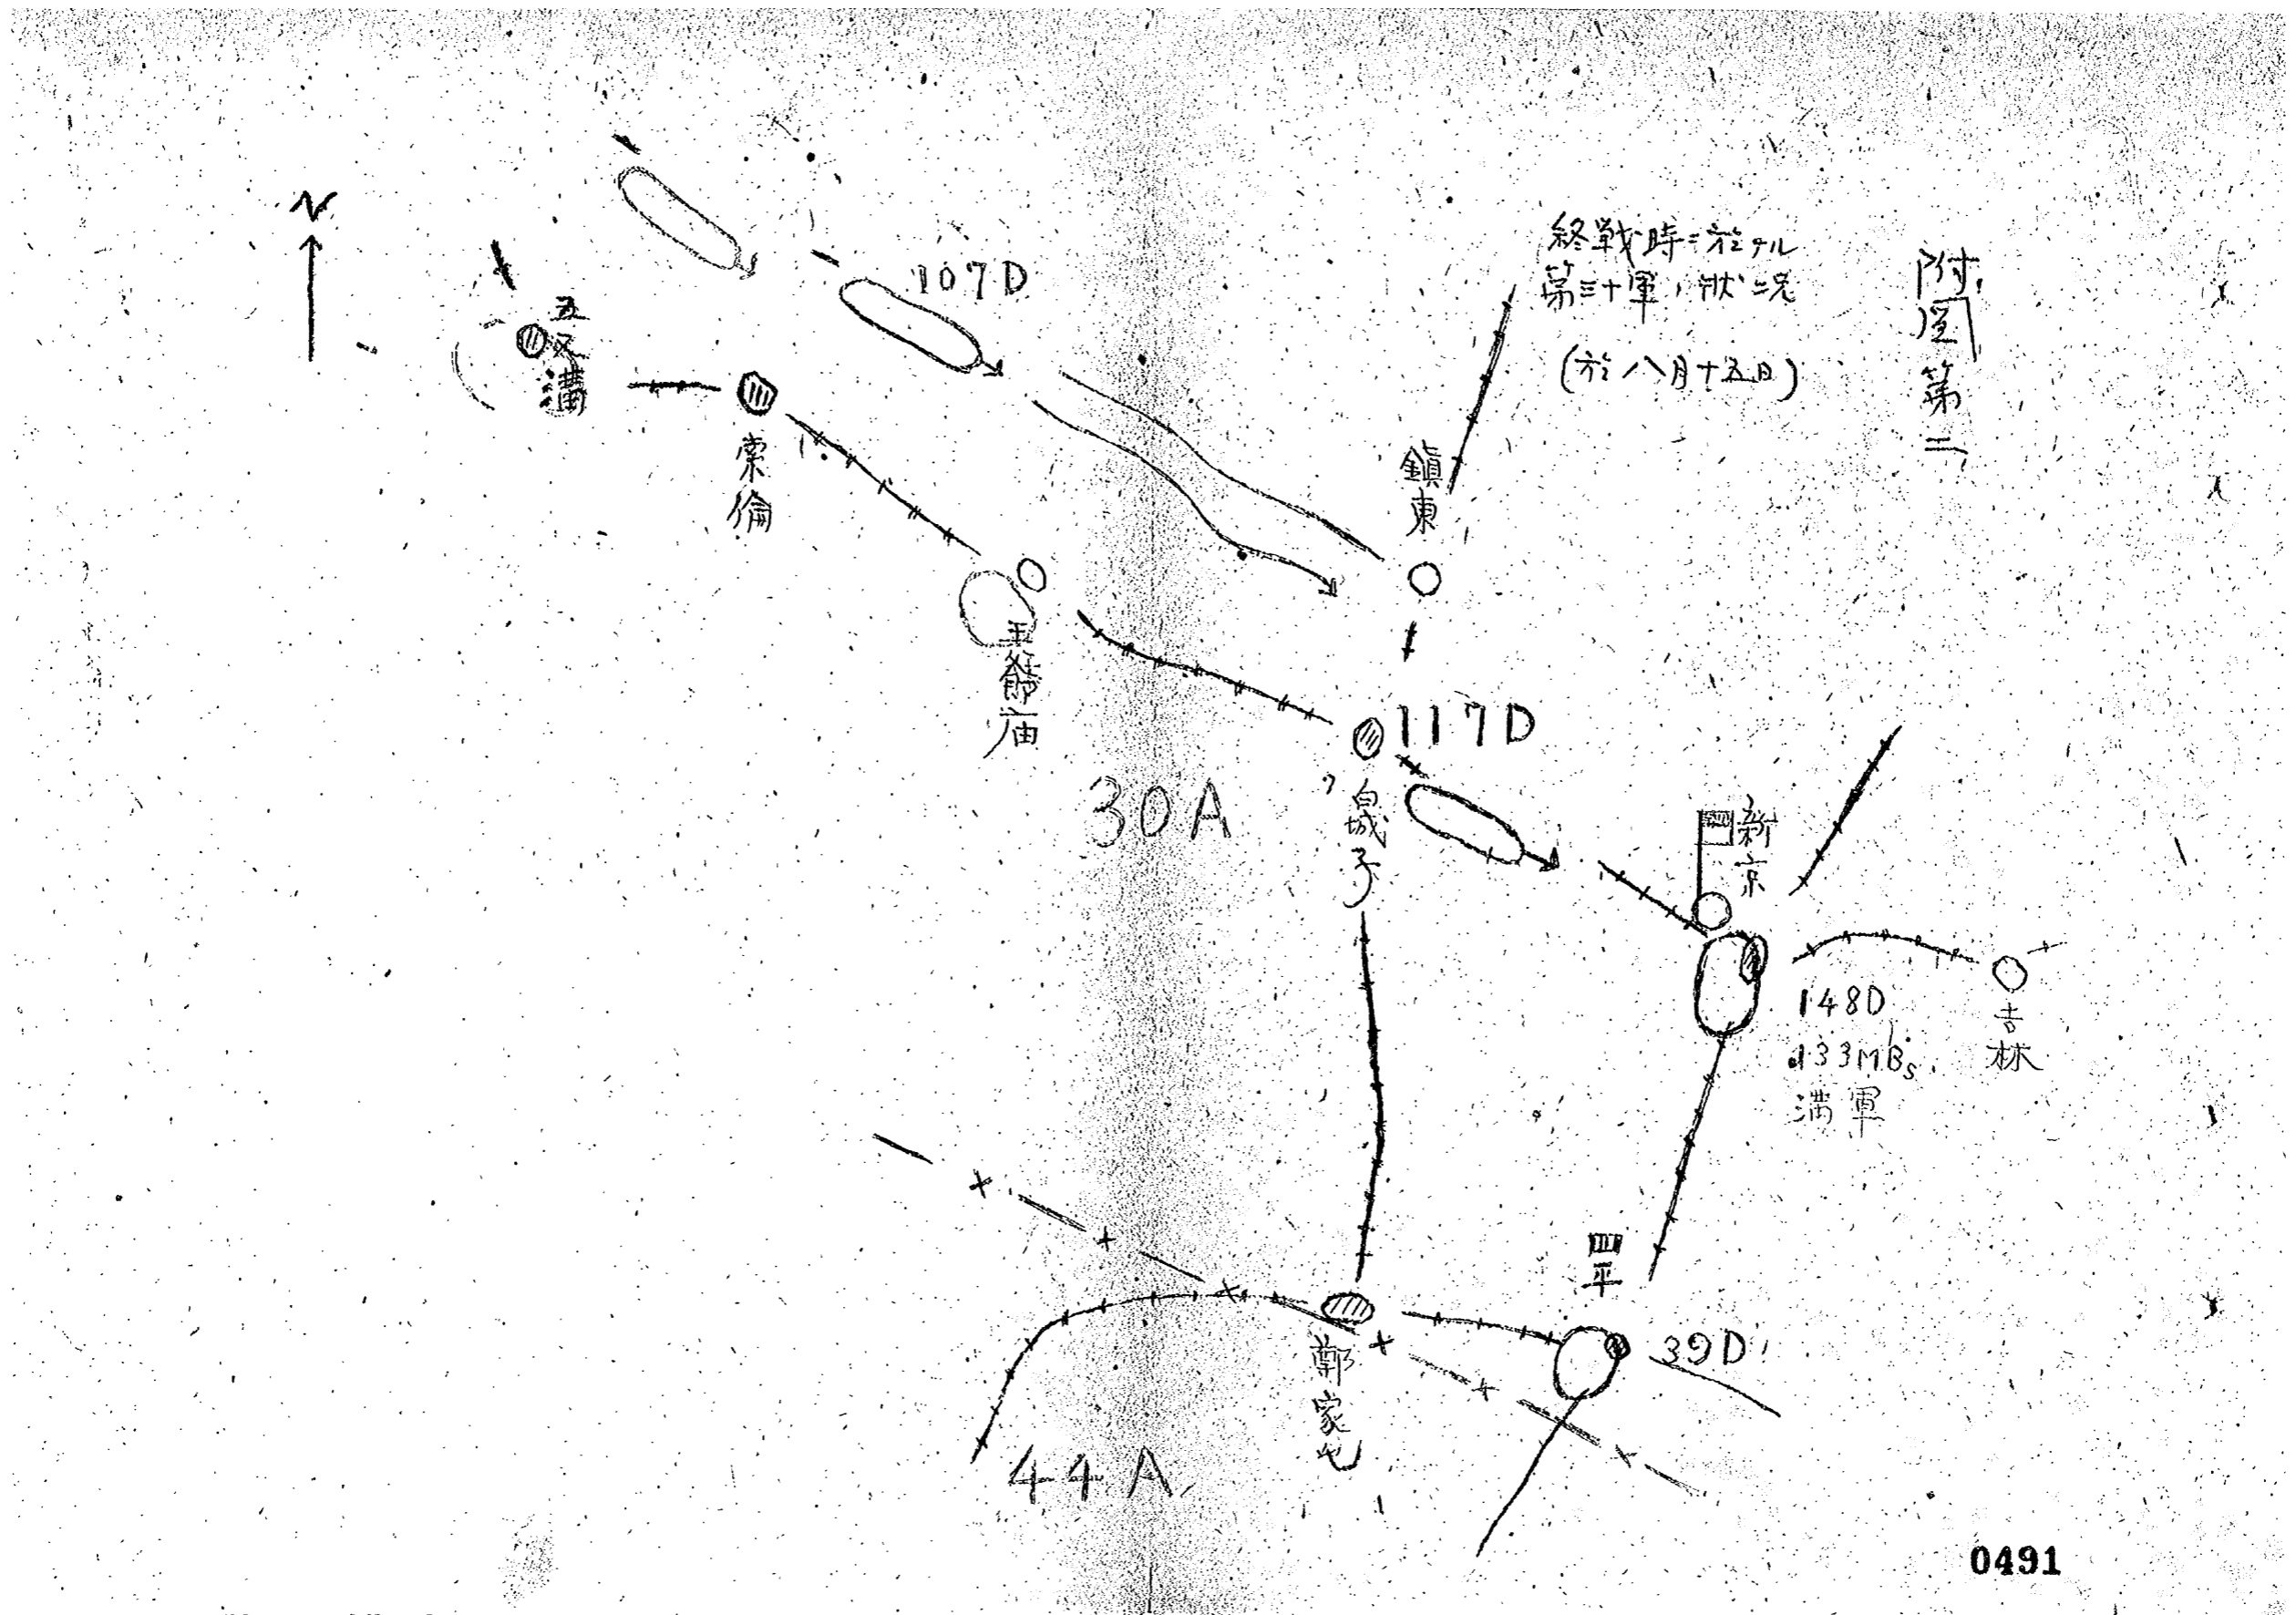 附図第二
終戦時ニ於ケル
第三十軍ノ状況
(於八月十五日)
N
107D
五叉溝
索倫
鎮東
王爺廟
117D
白城子
30A
新京
148D
133MBs
満軍
吉林
四平
39D
鄭家屯
44A
0491